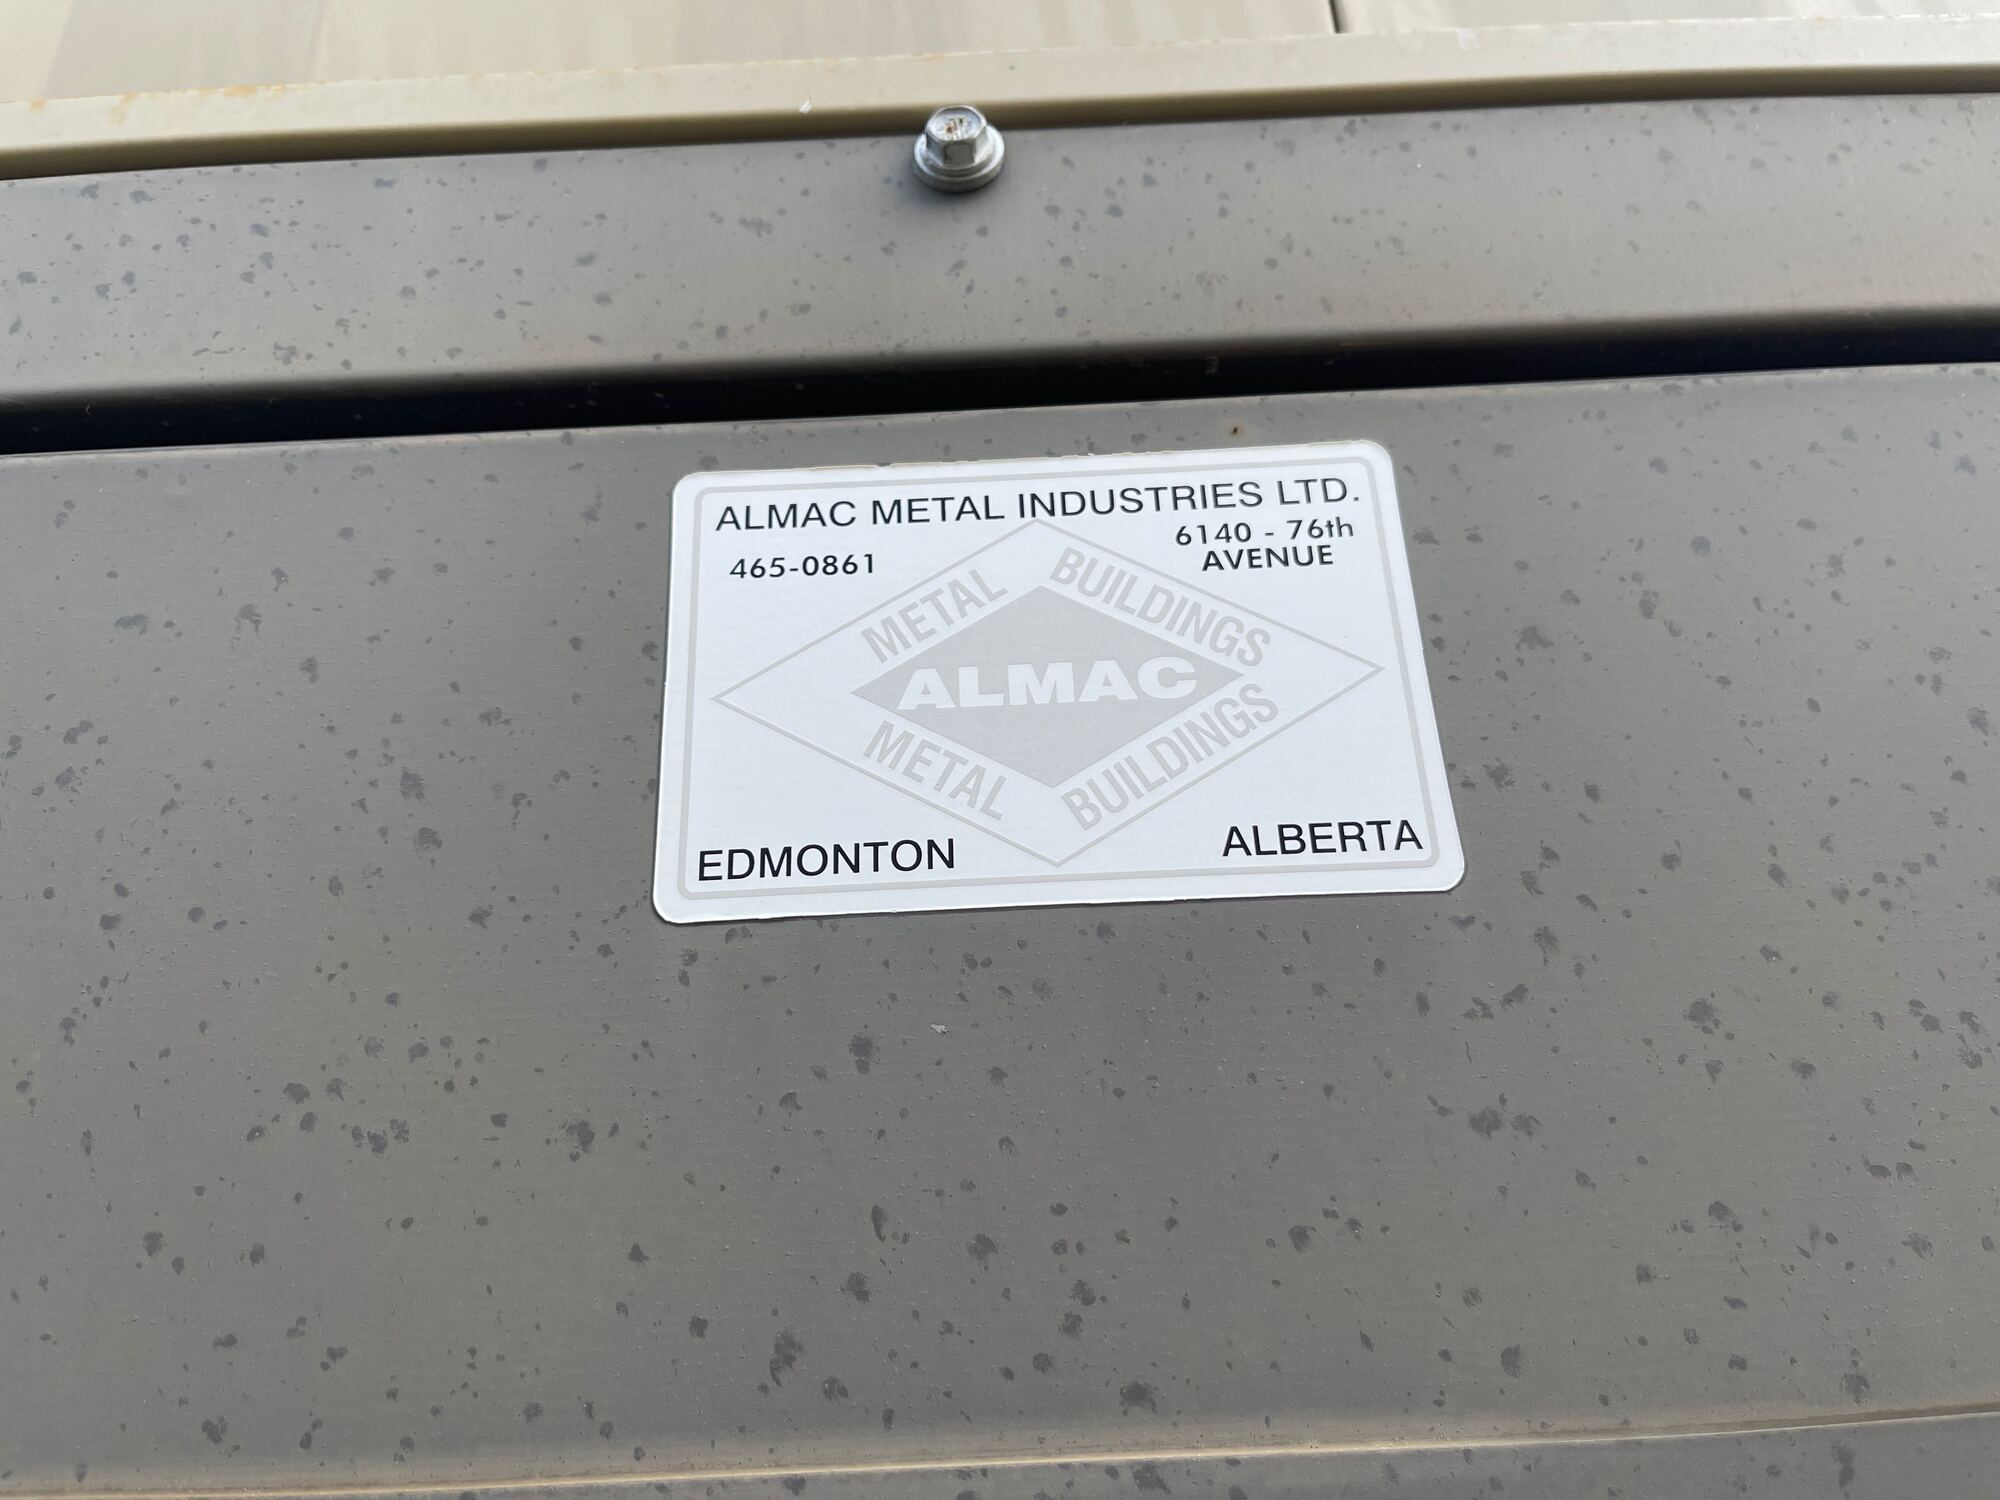 ALMAC METAL INDUSTRIES LTD.
465-0861
6140 - 76th
AVENUE
METAL BUILDINGS
ALMAC
METAL BUILDINGS
EDMONTON ALBERTA